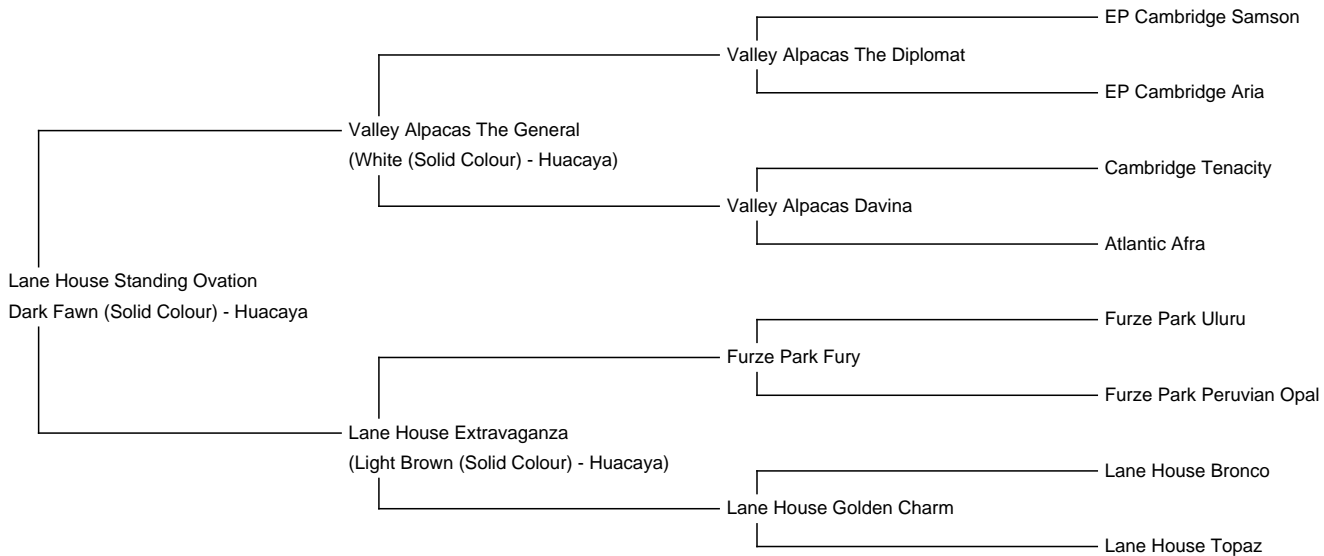 EP Cambridge Samson
Valley Alpacas The Diplomat
EP Cambridge Aria
Valley Alpacas The General
(White (Solid Colour) - Huacaya)
Cambridge Tenacity
Valley Alpacas Davina
Atlantic Afra
Lane House Standing Ovation
Dark Fawn (Solid Colour) - Huacaya
Furze Park Uluru
Furze Park Fury
Furze Park Peruvian Opal
Lane House Extravaganza
(Light Brown (Solid Colour) - Huacaya)
Lane House Bronco
Lane House Golden Charm
Lane House Topaz